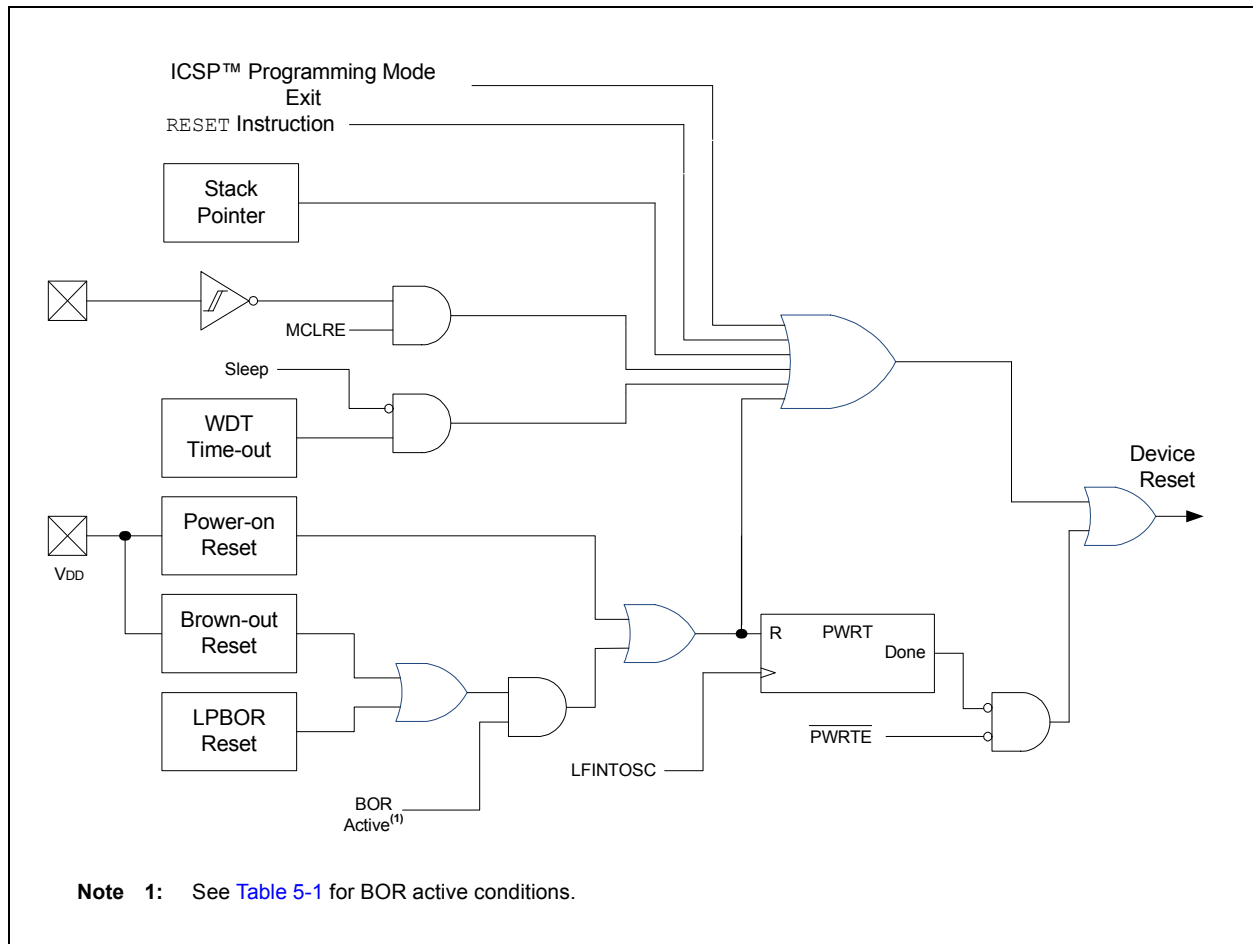 ICSP™ Programming Mode
Exit
RESET Instruction
Stack
Pointer
MCLRE
Sleep
WDT
Time-out
Device
Reset
Power-on
Reset
VDD
Brown-out
Reset
R
PWRT
Done
LPBOR
Reset
PWRTE
LFINTOSC
BOR
Active(1)
Note 1: See Table 5-1 for BOR active conditions.